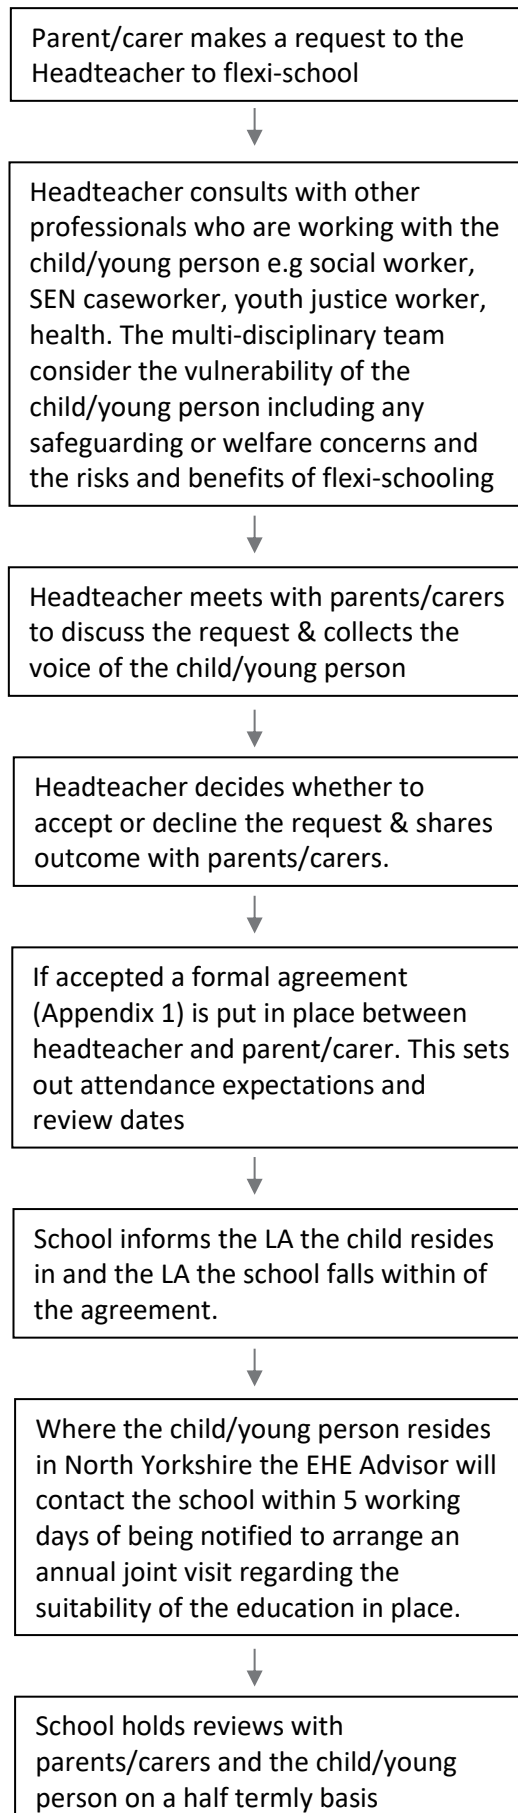 Parent/carer makes a request to the
Headteacher to flexi-school
Headteacher consults with other
professionals who are working with the
child/young person e.g social worker,
SEN caseworker, youth justice worker,
health. The multi-disciplinary team
consider the vulnerability of the
child/young person including any
safeguarding or welfare concerns and
the risks and benefits of flexi-schooling
Headteacher meets with parents/carers
to discuss the request & collects the
voice of the child/young person
Headteacher decides whether to
accept or decline the request & shares
outcome with parents/carers.
If accepted a formal agreement
(Appendix 1) is put in place between
headteacher and parent/carer. This sets
out attendance expectations and
review dates
School informs the LA the child resides
in and the LA the school falls within of
the agreement.
Where the child/young person resides
in North Yorkshire the EHE Advisor will
contact the school within 5 working
days of being notified to arrange an
annual joint visit regarding the
suitability of the education in place.
School holds reviews with
parents/carers and the child/young
person on a half termly basis